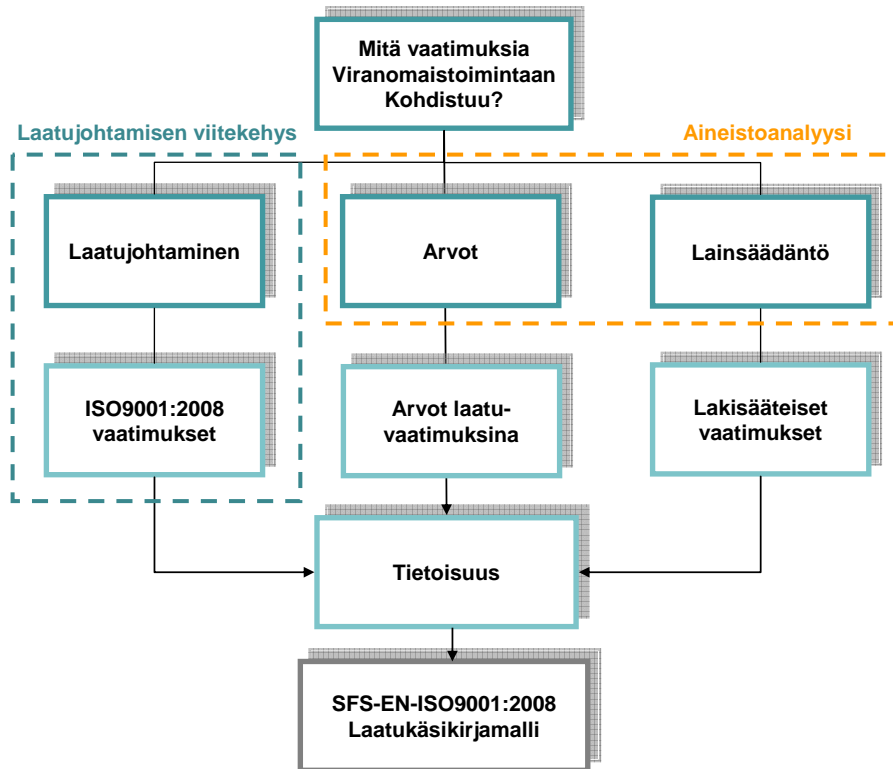 Mitä vaatimuksia
Viranomaistoimintaan
Kohdistuu?
Laatujohtamisen viitekehys
Aineistoanalyysi
Laatujohtaminen
Arvot
Lainsäädäntö
ISO9001:2008
vaatimukset
Arvot laatu-
vaatimuksina
Lakisääteiset
vaatimukset
Tietoisuus
SFS-EN-ISO9001:2008
Laatukäsikirjamalli